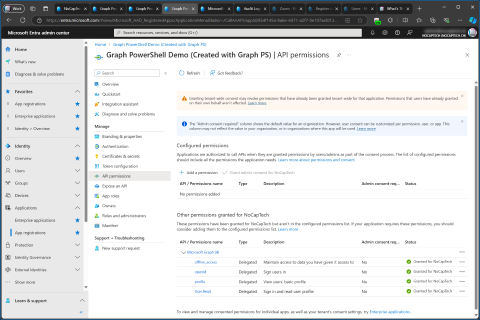 Microsoft Entra admin center
Search resources, services, and docs (G+/)
Home
What's new
Diagnose & solve problems
Favorites
App registrations
Enterprise applications
Identity
Overview
Users
Groups
Devices
Applications
Enterprise applications
App registrations
Protection
Identity Governance
External Identities
Show more
Learn & support
Home > Graph PowerShell Demo (Created with Graph PS)
Graph PowerShell Demo (Created with Graph PS) | API permissions
Search
Refresh
Got feedback?
Overview
Quickstart
Integration assistant
Diagnose and solve problems
Manage
Branding & properties
Authentication
Certificates & secrets
Token configuration
API permissions
Expose an API
App roles
Owners
Roles and administrators
Manifest
Support + Troubleshooting
New support request
Granting tenant-wide consent may revoke permissions that have already been granted tenant-wide for that application. Permissions that users have already granted
on their own behalf aren't affected. Learn more
The "Admin consent required" column shows the default value for an organization. However, user consent can be customized per permission, user, or app. This
column may not reflect the value in your organization, or in organizations where this app will be used. Learn more
Configured permissions
Applications are authorized to call APIs when they are granted permissions by users/admins as part of the consent process. The list of configured permissions
should include all the permissions the application needs. Learn more about permissions and consent
Add a permission
Grant admin consent for NoCapTech
API / Permissions name Type Description Admin consent req... Status
No permissions added
Other permissions granted for NoCapTech
These permissions have been granted for NoCapTech but aren't in the configured permissions list. If your application requires these permissions, you should
consider adding them to the configured permissions list. Learn more
API / Permissions name Type Description Admin consent req... Status
Microsoft Graph (4)
offline_access Delegated Maintain access to data you have given it access to No Granted for NoCapTech
openid Delegated Sign users in No Granted for NoCapTech
profile Delegated View users' basic profile No Granted for NoCapTech
User.Read Delegated Sign in and read user profile No Granted for NoCapTech
To view and manage consented permissions for individual apps, as well as your tenant's consent settings, try Enterprise applications.